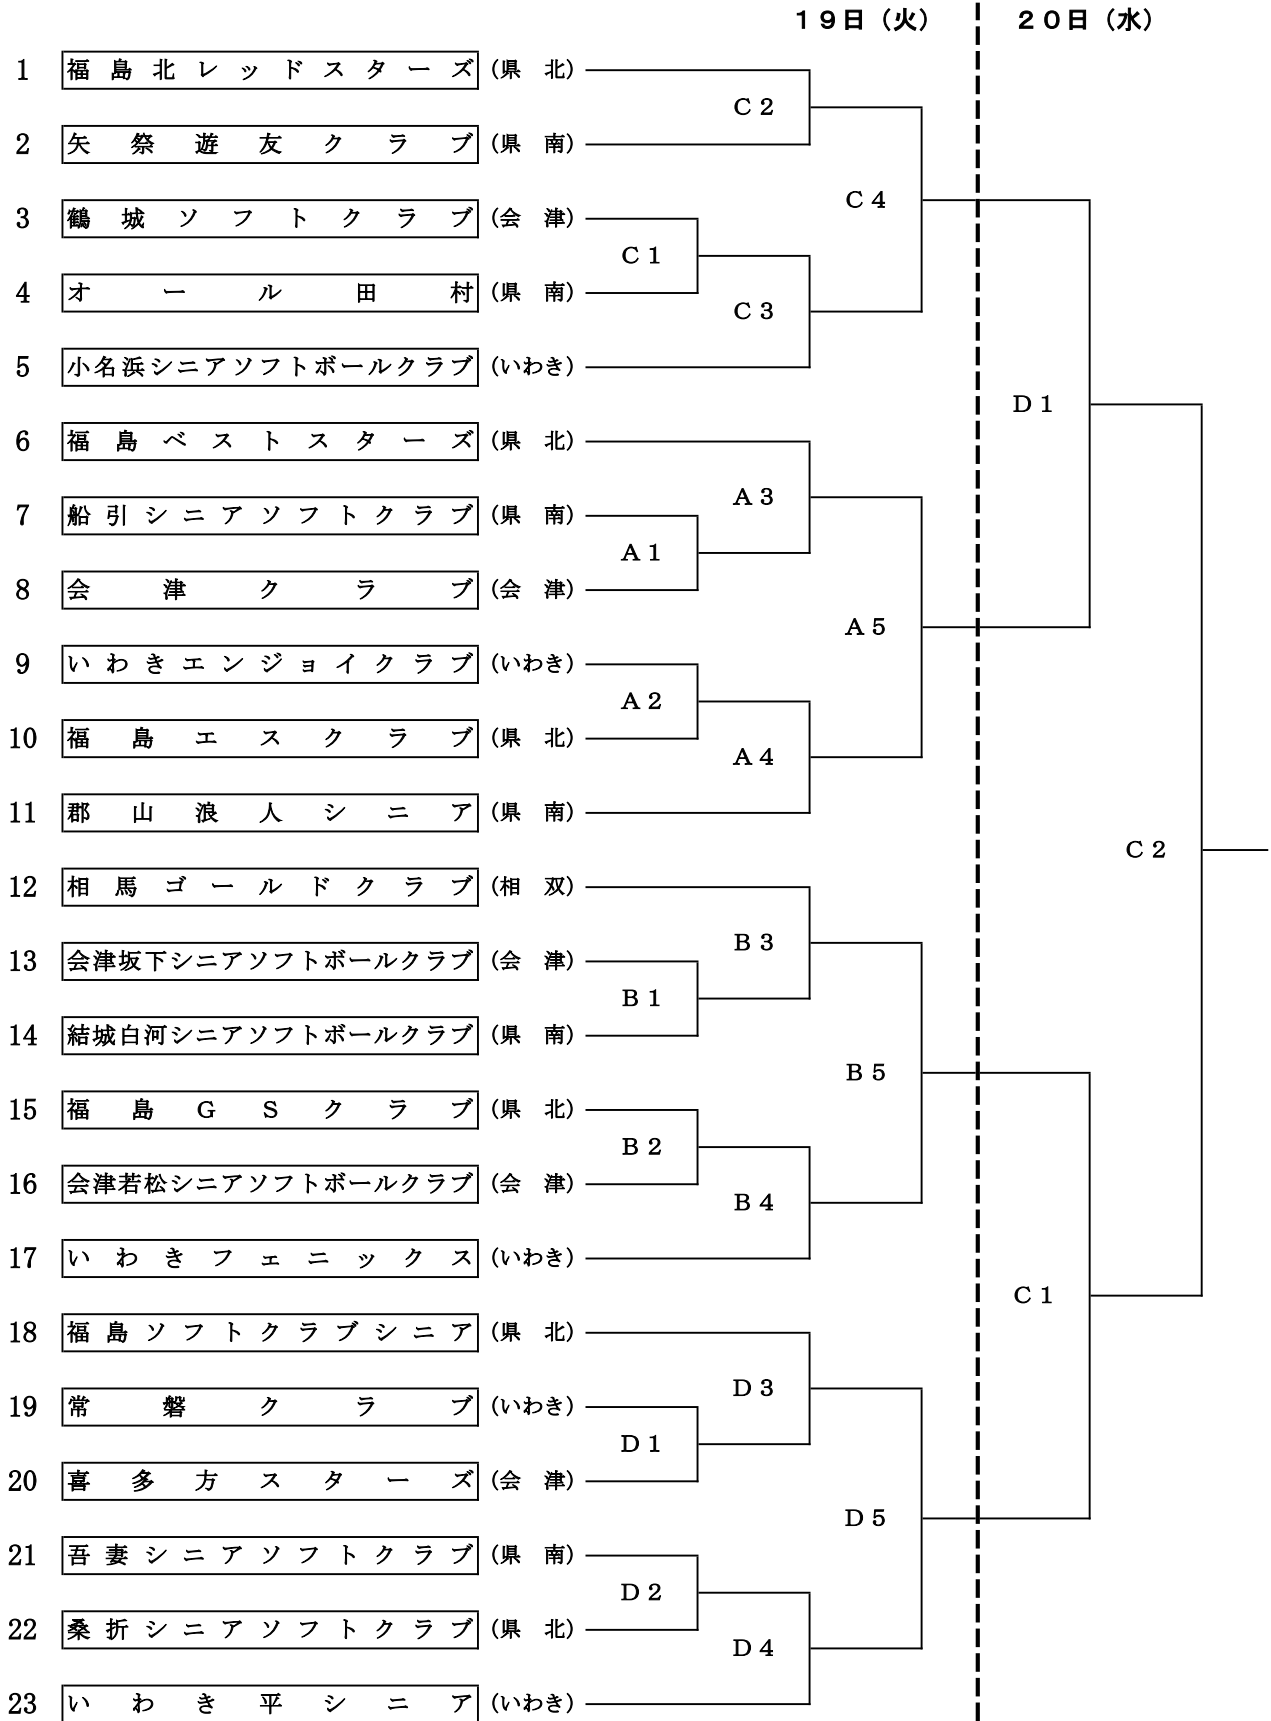 19日（火） 20日（水）
1 福島北レッドスターズ （県 北）
C2
2 矢祭遊友クラブ （県 南）
C4
3 鶴城ソフトクラブ （会 津）
C1
4 オール田村 （県 南）
C3
5 小名浜シニアソフトボールクラブ （いわき）
D1
6 福島ベストスターズ （県 北）
A3
7 船引シニアソフトクラブ （県 南）
A1
8 会津クラブ （会 津）
A5
9 いわきエンジョイクラブ （いわき）
A2
10 福島エスクラブ （県 北）
A4
11 郡山浪人シニア （県 南）
C2
12 相馬ゴールドクラブ （相 双）
B3
13 会津坂下シニアソフトボールクラブ （会 津）
B1
14 結城白河シニアソフトボールクラブ （県 南）
B5
15 福島GSクラブ （県 北）
B2
16 会津若松シニアソフトボールクラブ （会 津）
B4
17 いわきフェニックス （いわき）
C1
18 福島ソフトクラブシニア （県 北）
D3
19 常磐クラブ （いわき）
D1
20 喜多方スターズ （会 津）
D5
21 吾妻シニアソフトクラブ （県 南）
D2
22 桑折シニアソフトクラブ （県 北）
D4
23 いわき平シニア （いわき）